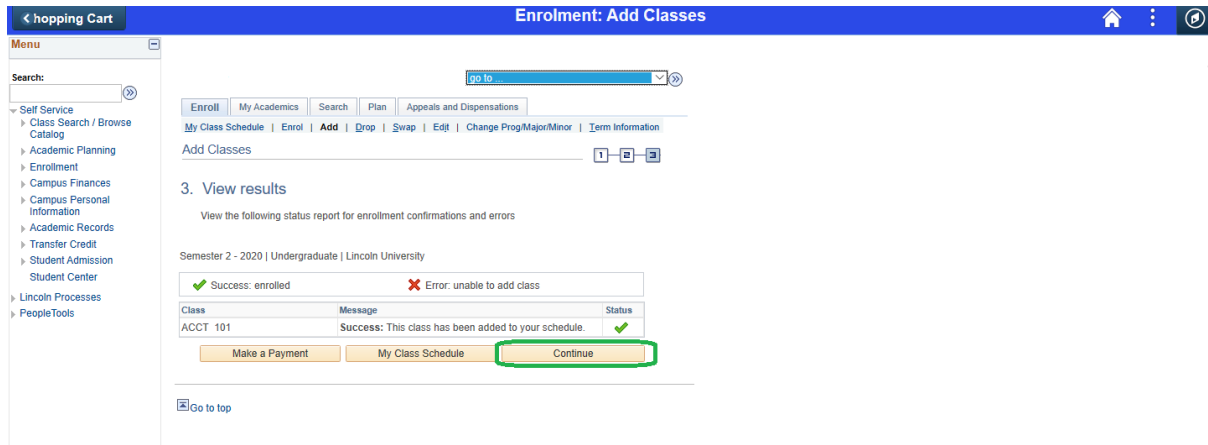 hopping Cart
Enrolment: Add Classes
Menu
Search:
Self Service
Class Search / Browse
Catalog
Academic Planning
Enrollment
Campus Finances
Campus Personal
Information
Academic Records
Transfer Credit
Student Admission
Student Center
Lincoln Processes
PeopleTools
go to ...
Enroll My Academics Search Plan Appeals and Dispensations
My Class Schedule | Enrol | Add | Drop | Swap | Edit | Change Prog/Major/Minor | Term Information
Add Classes
1 2 3
3. View results
View the following status report for enrollment confirmations and errors
Semester 2 - 2020 | Undergraduate | Lincoln University
Success: enrolled Error: unable to add class
Class Message Status
ACCT 101 Success: This class has been added to your schedule.
Make a Payment My Class Schedule Continue
Go to top